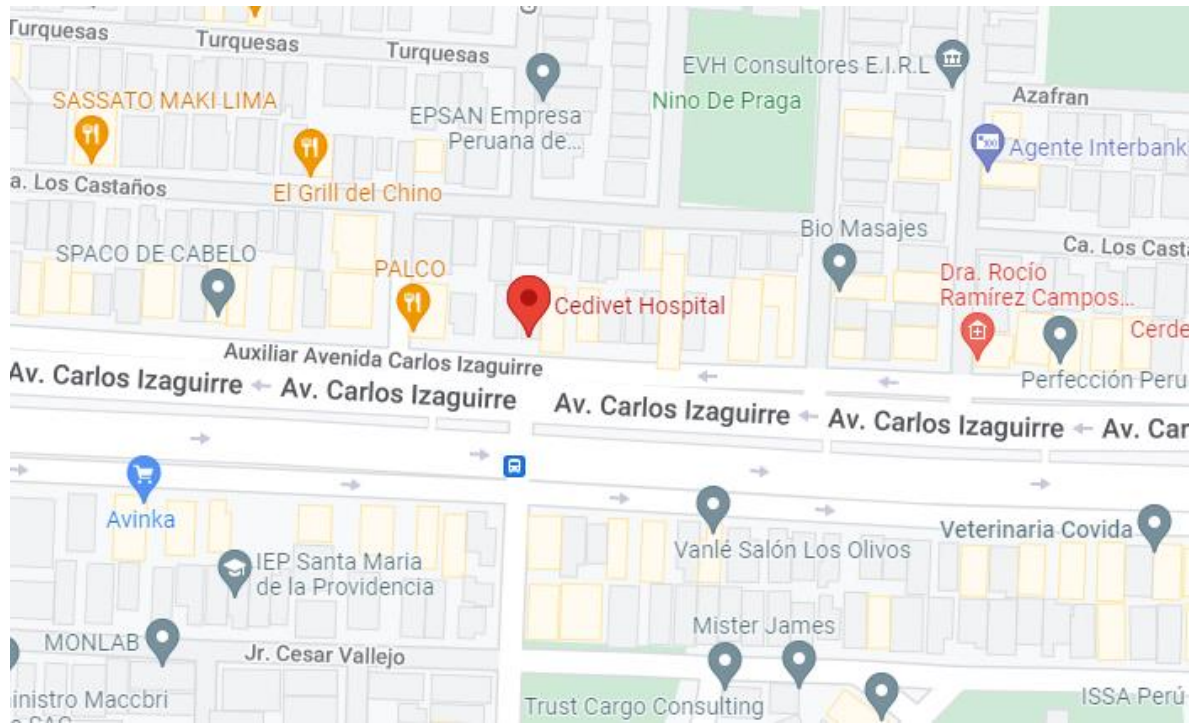 Turquesas
Turquesas
Turquesas
EVH Consultores E.I.R.L
SASSATO MAKI LIMA
Nino De Praga
Azafran
EPSAN Empresa
Peruana de...
Agente Interbank
a. Los Castaños
El Grill del Chino
SPACO DE CABELO
PALCO
Bio Masajes
Ca. Los Casta
Cedivet Hospital
Dra. Rocío
Ramírez Campos...
Cerde
Auxiliar Avenida Carlos Izaguirre
Perfección Peru
Av. Carlos Izaguirre
Av. Carlos Izaguirre
Av. Carlos Izaguirre
Av. Carlos Izaguirre
Av. Car
Avinka
Vanlé Salón Los Olivos
Veterinaria Covida
IEP Santa Maria
de la Providencia
MONLAB
Jr. Cesar Vallejo
Mister James
inistro Maccbri
Trust Cargo Consulting
ISSA Perú